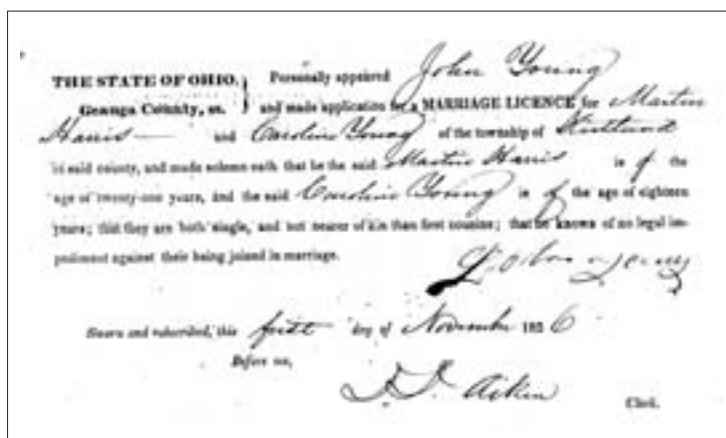 THE STATE OF OHIO, } Personally appeared John Young
Geauga County, ss. and made application for a MARRIAGE LICENCE for Martin
Harris — and Caroline Young of the township of Kirtland
of said county, and made solemn oath that he the said Martin Harris is of the
age of twenty-one years, and the said Caroline Young is of the age of eighteen
years; that they are both single, and not nearer of kin than first cousins; that he knows of no legal im-
pediment against their being joined in marriage.
John Young
Sworn and subscribed, this first day of November 1836
Before me,
D. D. Aiken
Clerk.